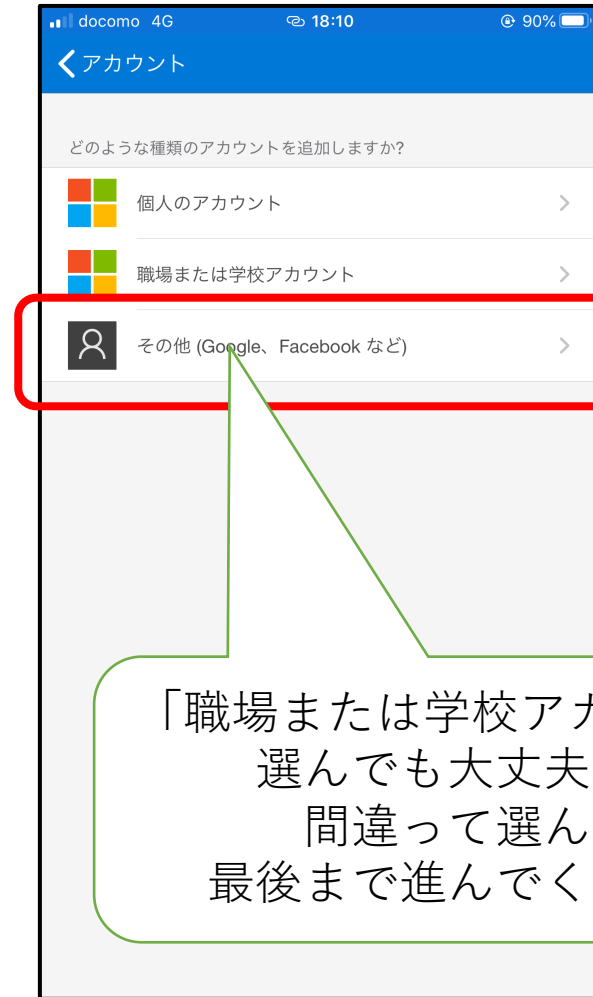 docomo 4G 18:10 90%
アカウント
どのような種類のアカウントを追加しますか?
個人のアカウント
職場または学校アカウント
その他 (Google、Facebook など)
「職場または学校アカ
選んでも大丈夫
間違って選ん
最後まで進んでく